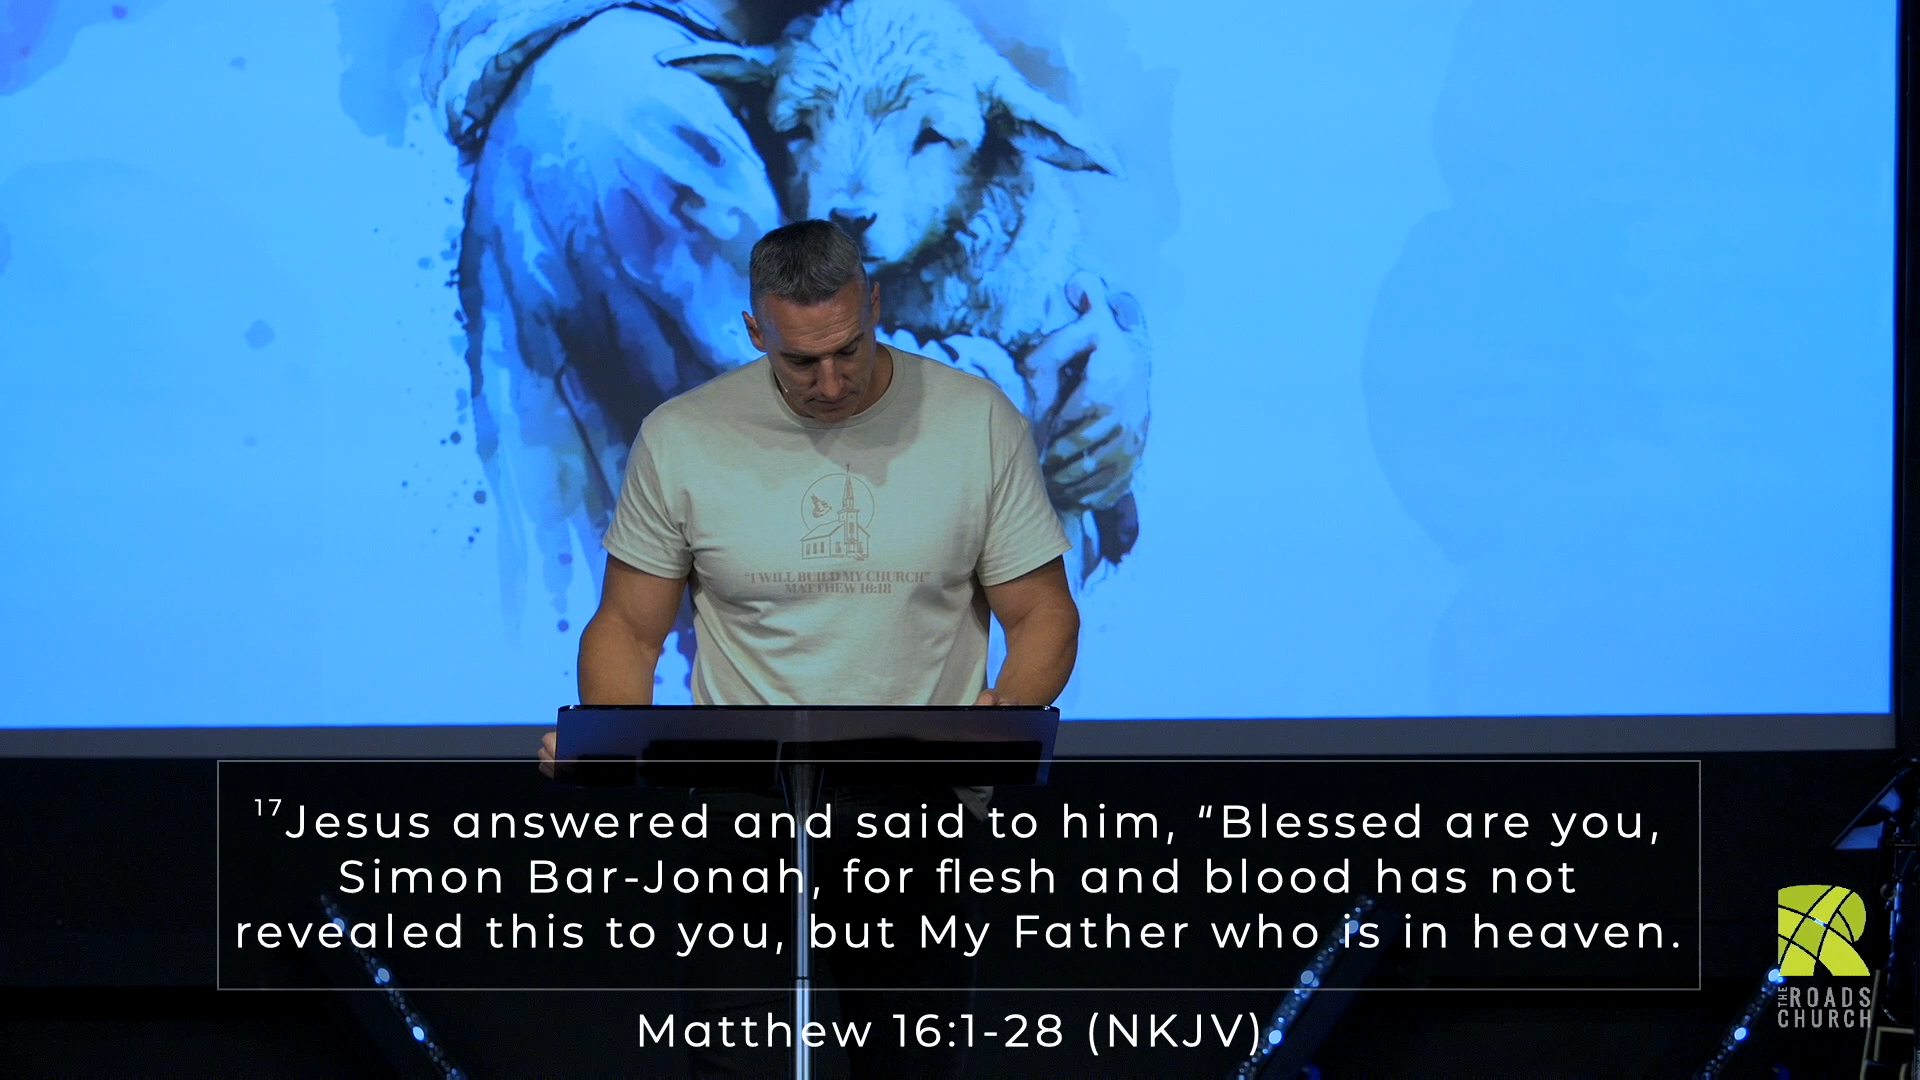 "I WILL BUILD MY CHURCH"
MATTHEW 16:18
17Jesus answered and said to him, “Blessed are you,
Simon Bar-Jonah, for flesh and blood has not
revealed this to you, but My Father who is in heaven.
Matthew 16:1-28 (NKJV)
THE ROADS
CHURCH